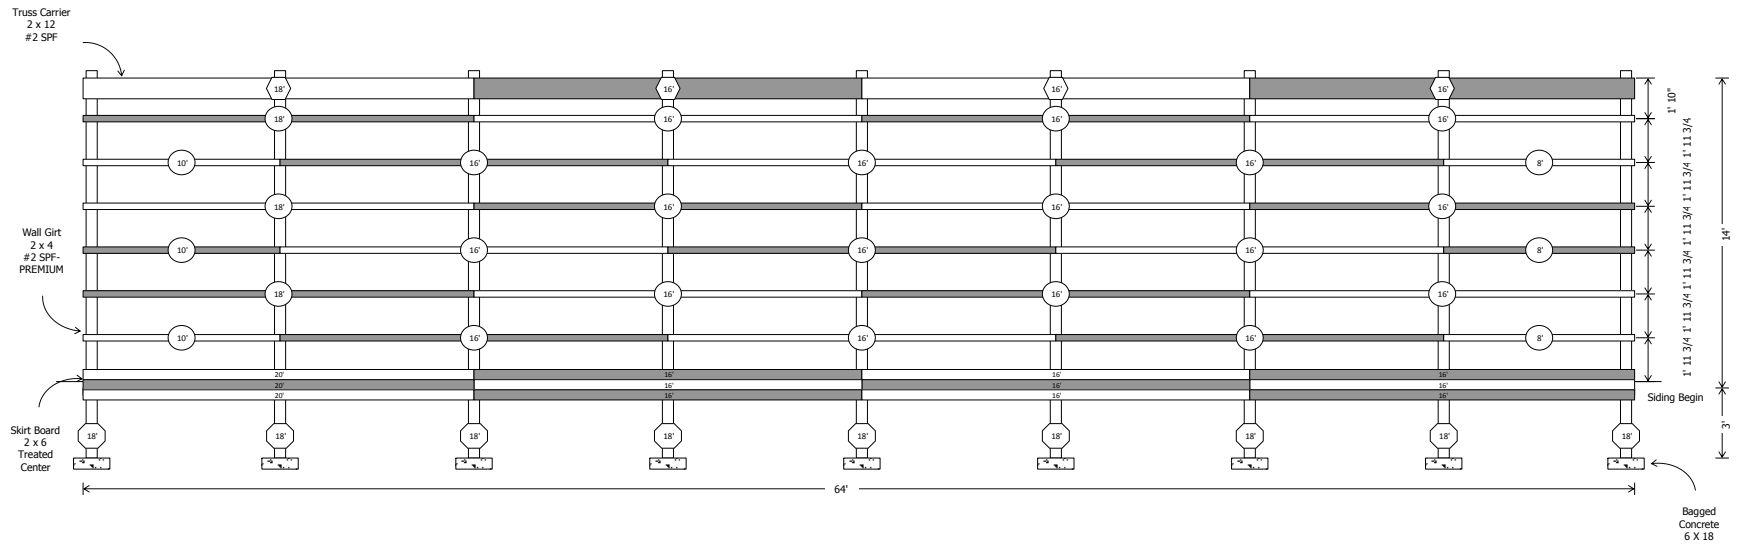 Truss Carrier
2 x 12
#2 SPF
18' 16' 16' 16'
1' 10"
18' 16' 16' 16'
10' 16' 16' 16' 8'
18' 16' 16' 16'
10' 16' 16' 16' 8'
18' 16' 16' 16'
10' 16' 16' 16' 8'
1' 11 3/4 1' 11 3/4 1' 11 3/4 1' 11 3/4 1' 11 3/4 1' 11 3/4
14'
Wall Girt
2 x 4
#2 SPF-
PREMIUM
20' 16' 16' 16'
20' 16' 16' 16'
20' 16' 16' 16'
Siding Begin
3'
Skirt Board
2 x 6
Treated
Center
18' 18' 18' 18' 18' 18' 18' 18' 18'
64'
Bagged
Concrete
6 X 18